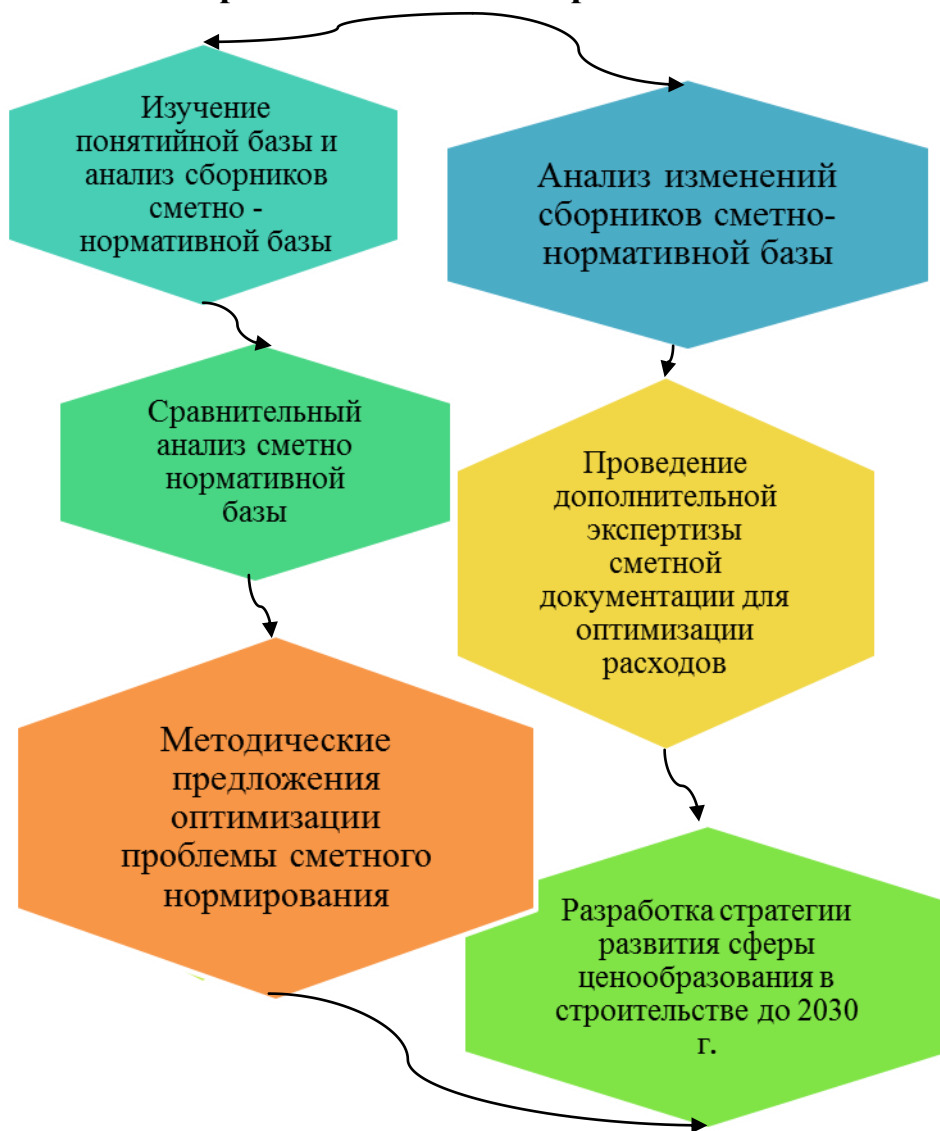 Изучение
понятийной базы и
анализ сборников
сметно -
нормативной базы
Анализ изменений
сборников сметно-
нормативной базы
Сравнительный
анализ сметно
нормативной
базы
Проведение
дополнительной
экспертизы
сметной
документации для
оптимизации
расходов
Методические
предложения
оптимизации
проблемы сметного
нормирования
Разработка стратегии
развития сферы
ценообразования в
строительстве до 2030
г.